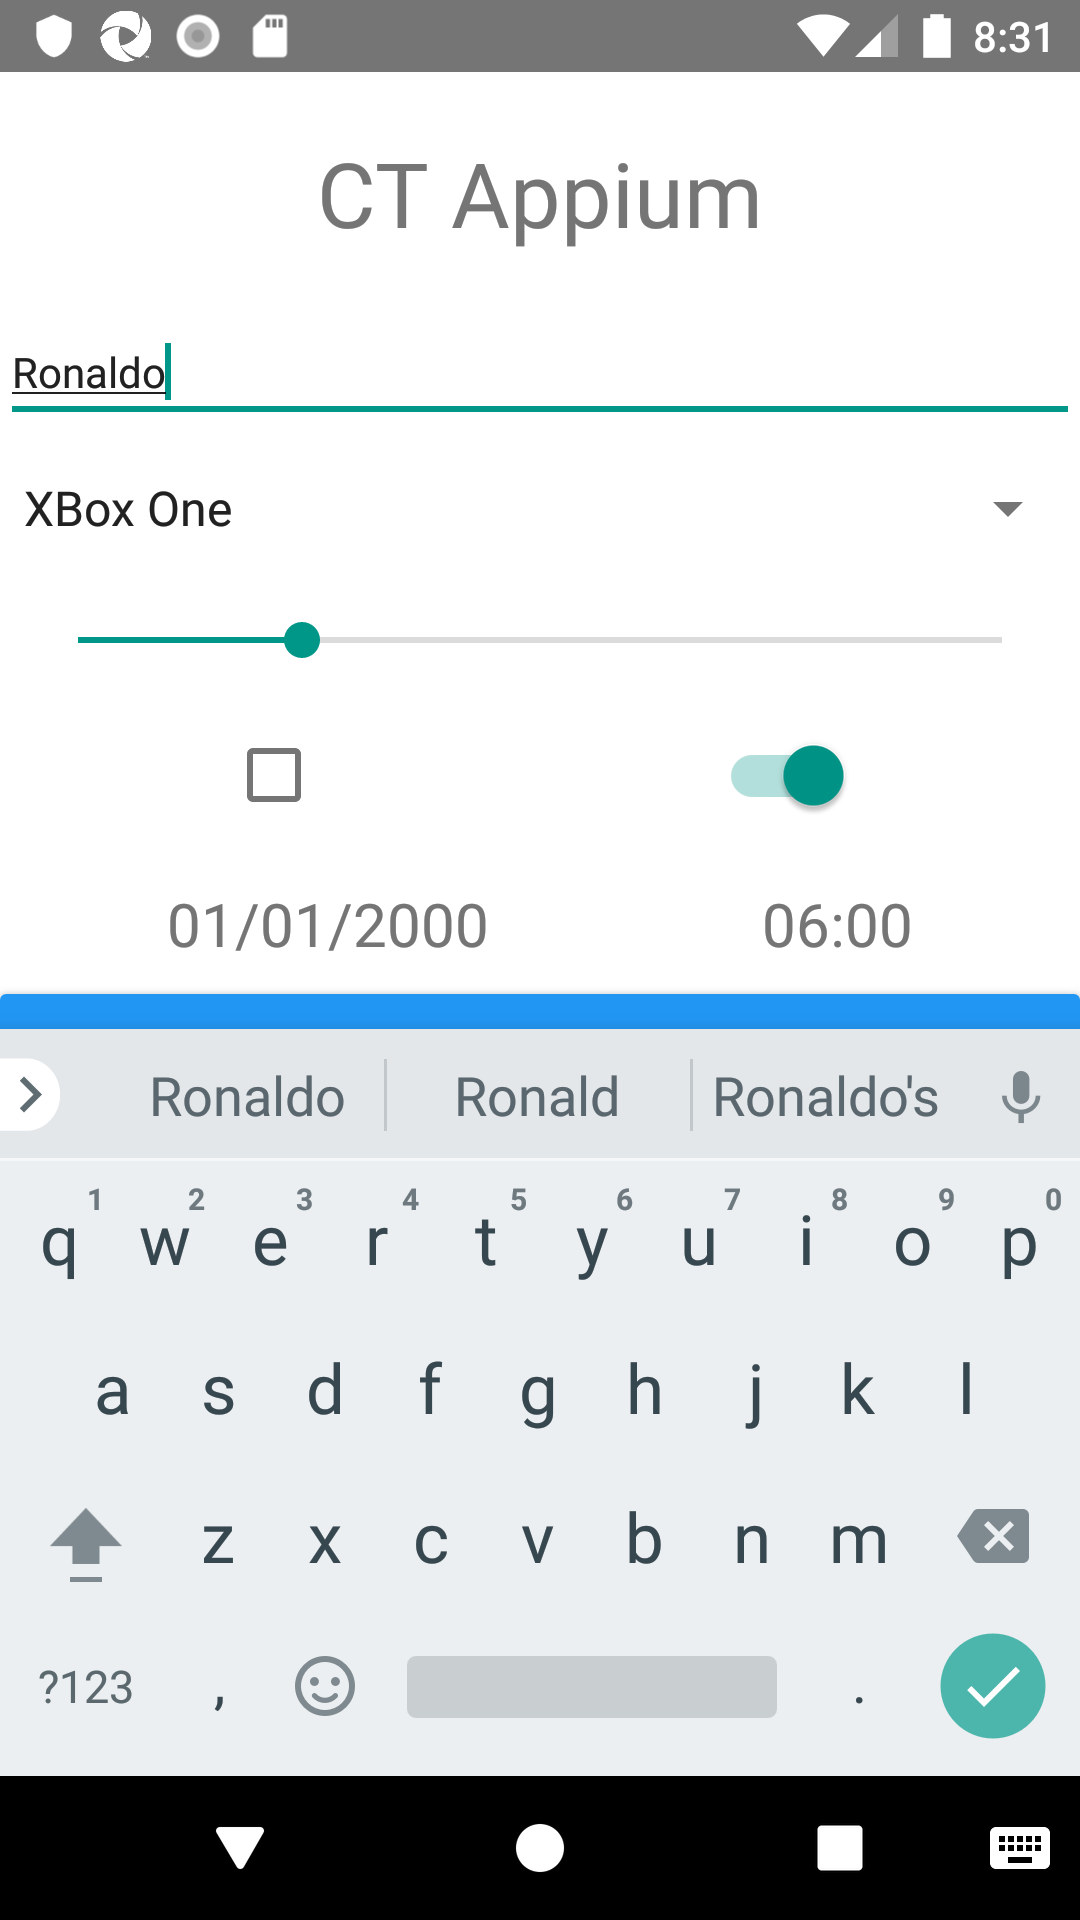 8:31
CT Appium
Ronaldo
XBox One
01/01/2000 06:00
Ronaldo Ronald Ronaldo's
1 2 3 4 5 6 7 8 9 0
q w e r t y u i o p
a s d f g h j k l
z x c v b n m
?123 , .